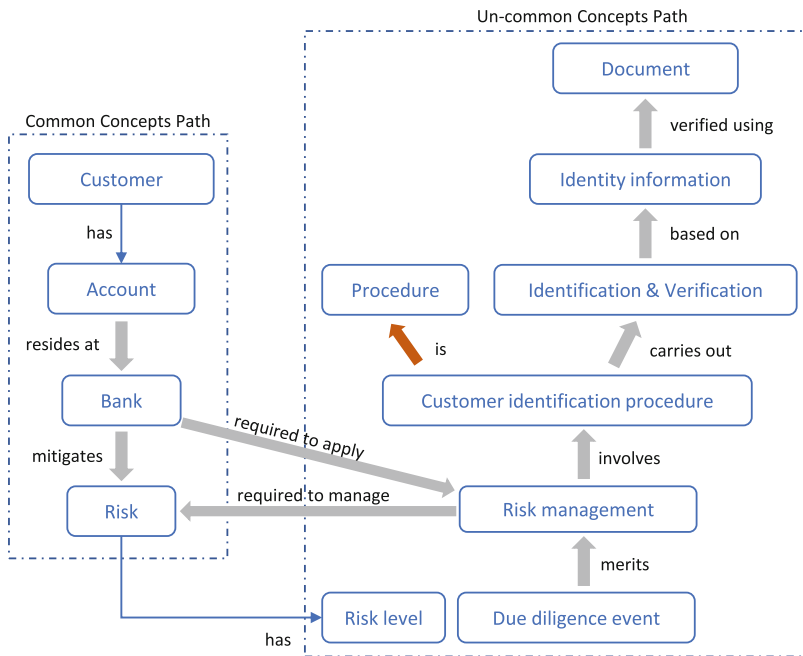 Un-common Concepts Path
Document
verified using
Common Concepts Path
Customer
Identity information
has
based on
Account
Procedure
Identification & Verification
resides at
is
carries out
Bank
Customer identification procedure
required to apply
mitigates
involves
required to manage
Risk
Risk management
merits
Risk level
Due diligence event
has